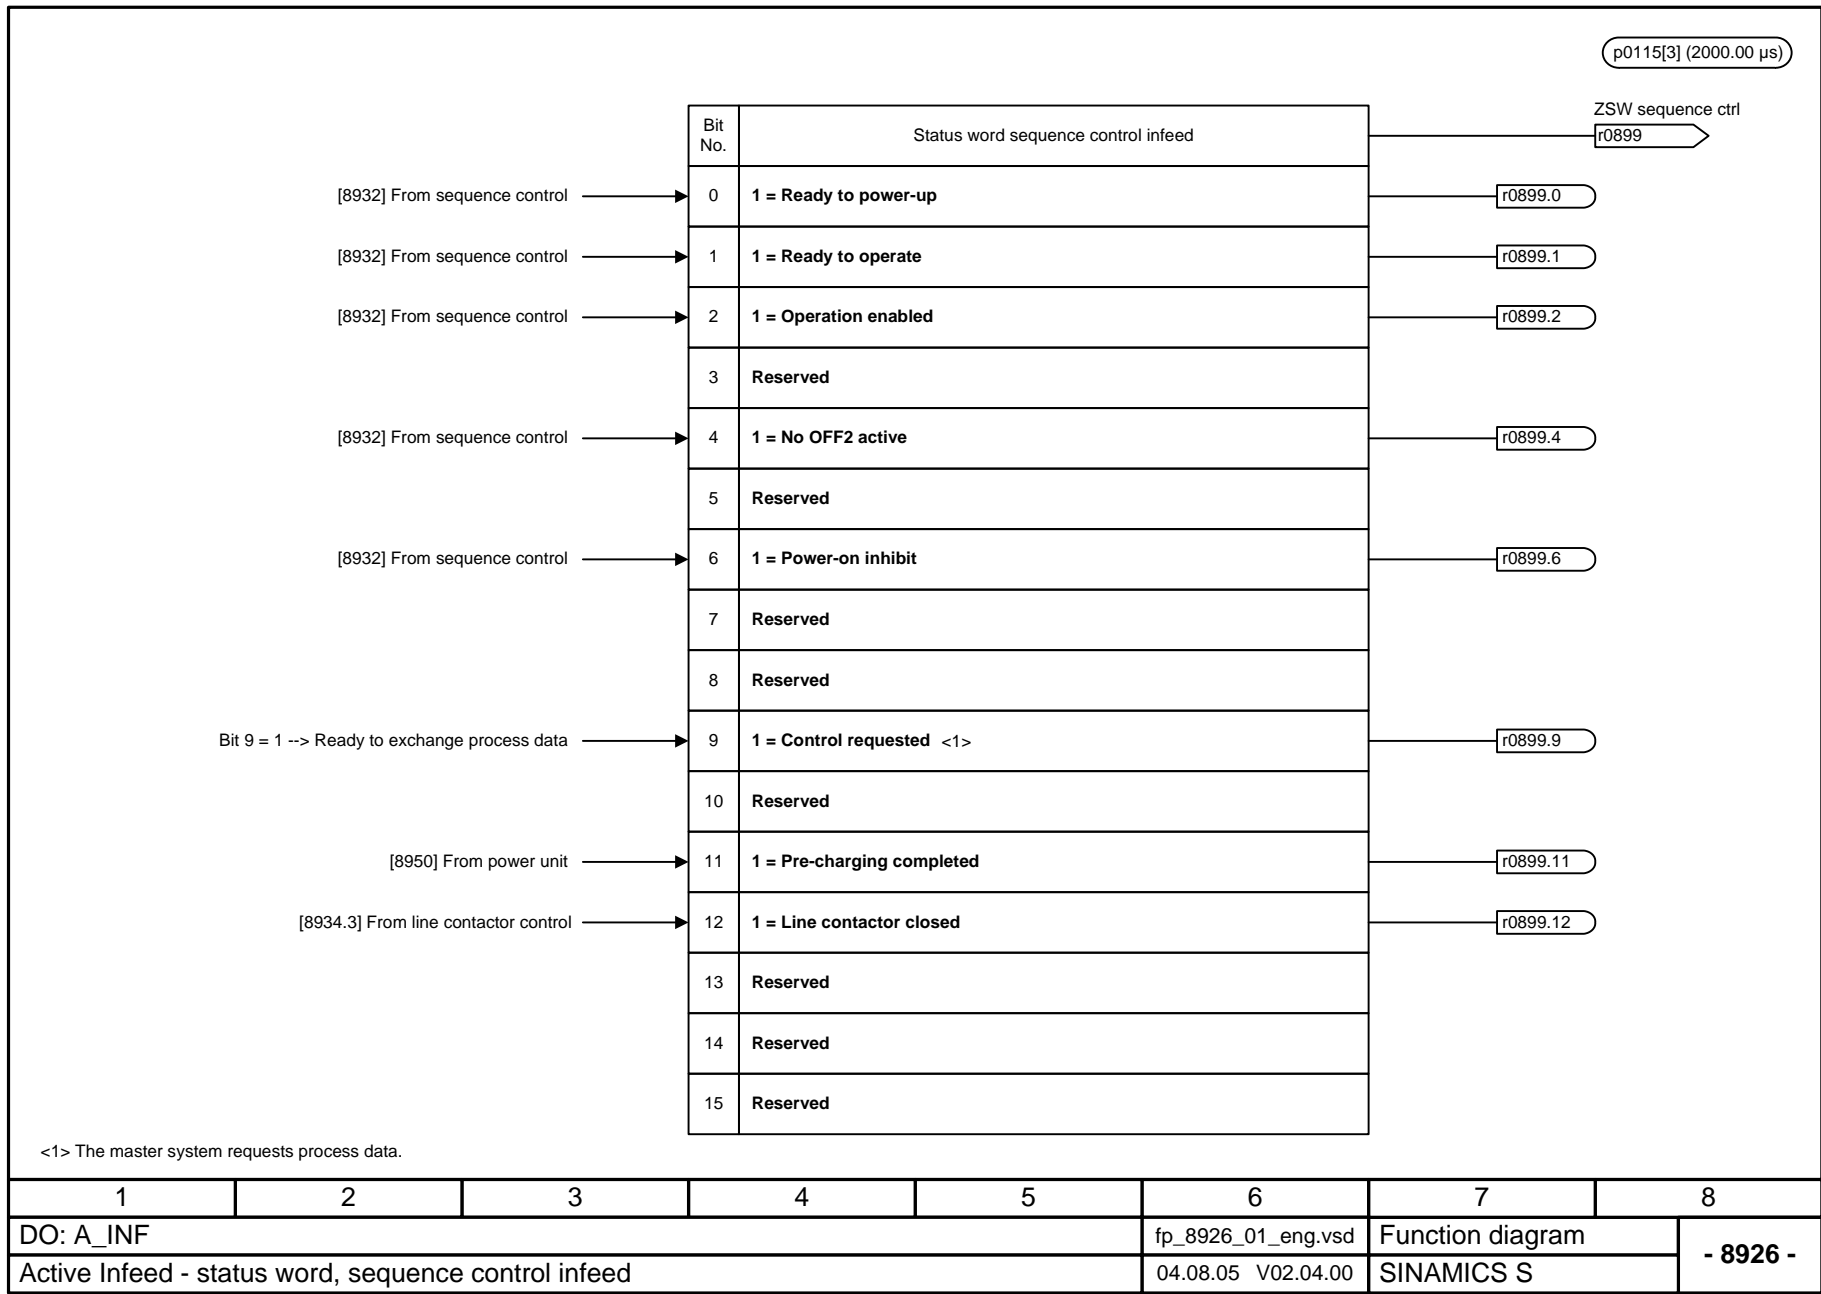 p0115[3] (2000.00 µs)
ZSW sequence ctrl
Bit No. Status word sequence control infeed r0899
[8932] From sequence control 0 1 = Ready to power-up r0899.0
[8932] From sequence control 1 1 = Ready to operate r0899.1
[8932] From sequence control 2 1 = Operation enabled r0899.2
3 Reserved
[8932] From sequence control 4 1 = No OFF2 active r0899.4
5 Reserved
[8932] From sequence control 6 1 = Power-on inhibit r0899.6
7 Reserved
8 Reserved
Bit 9 = 1 --> Ready to exchange process data 9 1 = Control requested <1> r0899.9
10 Reserved
[8950] From power unit 11 1 = Pre-charging completed r0899.11
[8934.3] From line contactor control 12 1 = Line contactor closed r0899.12
13 Reserved
14 Reserved
15 Reserved
<1> The master system requests process data.
1 2 3 4 5 6 7 8
DO: A_INF fp_8926_01_eng.vsd Function diagram - 8926 -
Active Infeed - status word, sequence control infeed 04.08.05 V02.04.00 SINAMICS S